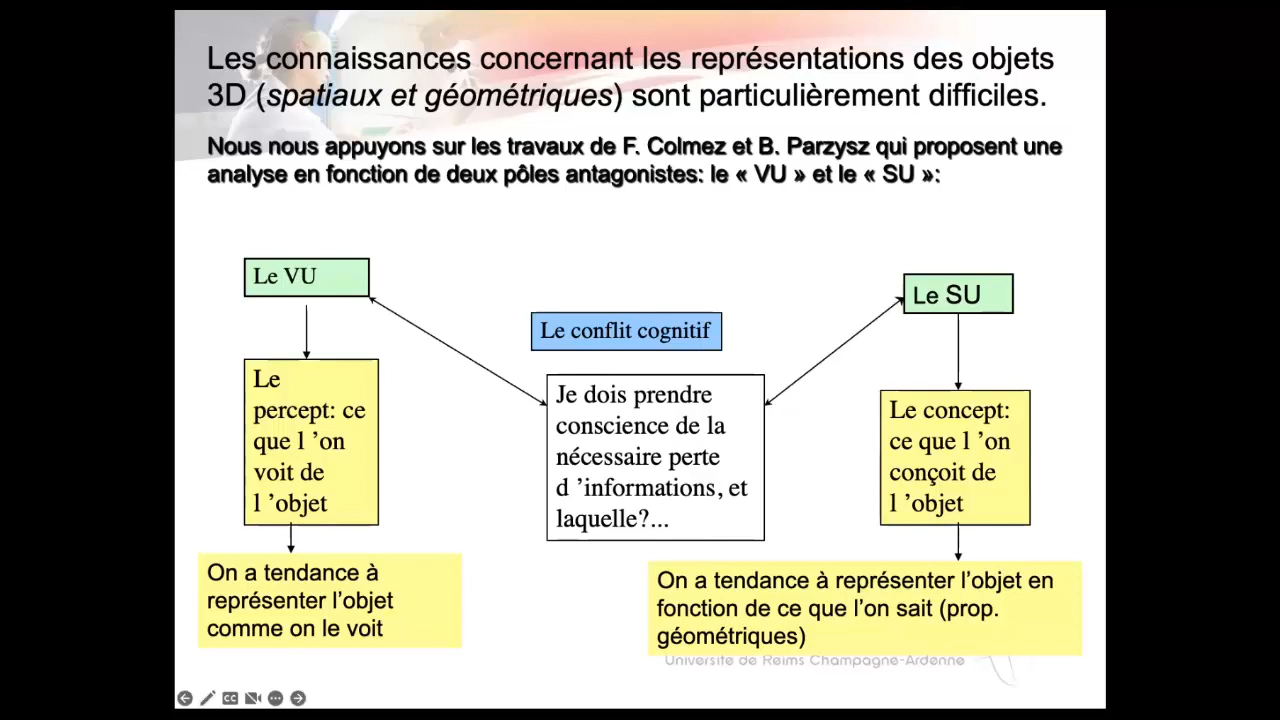 Les connaissances concernant les représentations des objets
3D (spatiaux et géométriques) sont particulièrement difficiles.
Nous nous appuyons sur les travaux de F. Colmez et B. Parzysz qui proposent une
analyse en fonction de deux pôles antagonistes: le « VU » et le « SU »:
Le VU
Le SU
Le conflit cognitif
Le
percept: ce
que l ’on
voit de
l ’objet
Je dois prendre
conscience de la
nécessaire perte
d ’informations, et
laquelle?...
Le concept:
ce que l ’on
conçoit de
l ’objet
On a tendance à
représenter l’objet
comme on le voit
On a tendance à représenter l’objet en
fonction de ce que l’on sait (prop.
géométriques)
Université de Reims Champagne-Ardenne
CC